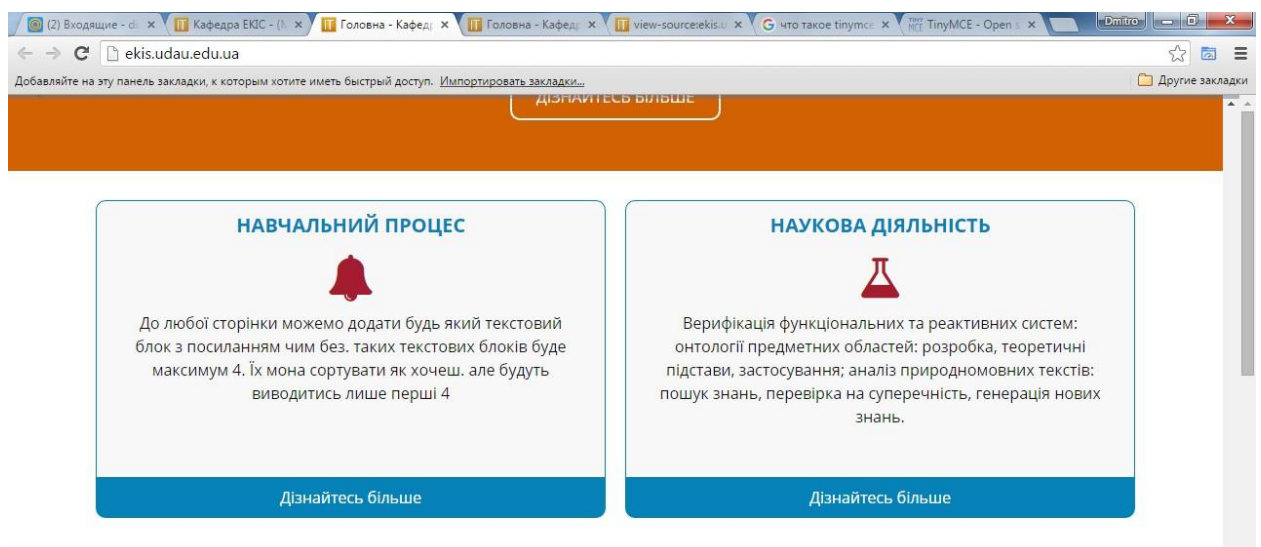 (2) Входящие - di
Кафедра ЕКІС - (N
Головна - Кафед
Головна - Кафед
view-source:ekis.u
что такое tinymce
TinyMCE - Open s
Dmitro
ekis.udau.edu.ua
Добавляйте на эту панель закладки, к которым хотите иметь быстрый доступ. Импортировать закладки...
Другие закладки
ДІЗНАЙТЕСЬ БІЛЬШЕ
НАВЧАЛЬНИЙ ПРОЦЕС
До любої сторінки можемо додати будь який текстовий
блок з посиланням чим без. таких текстових блоків буде
максимум 4. Їх мона сортувати як хочеш. але будуть
виводитись лише перші 4
Дізнайтесь більше
НАУКОВА ДІЯЛЬНІСТЬ
Верифікація функціональних та реактивних систем:
онтології предметних областей: розробка, теоретичні
підстави, застосування; аналіз природномовних текстів:
пошук знань, перевірка на суперечність, генерація нових
знань.
Дізнайтесь більше